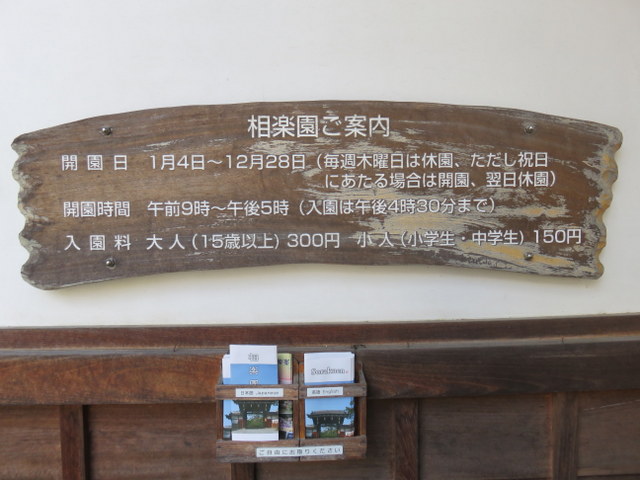 相楽園ご案内
開園日 1月4日～12月28日（毎週木曜日は休園、ただし祝日
にあたる場合は開園、翌日休園）
開園時間 午前9時～午後5時（入園は午後4時30分まで）
入園料 大人（15歳以上）300円 小人（小学生・中学生）150円
相楽園
Sorakuen
日本語 Japanese
英語 English
ご自由にお取りください